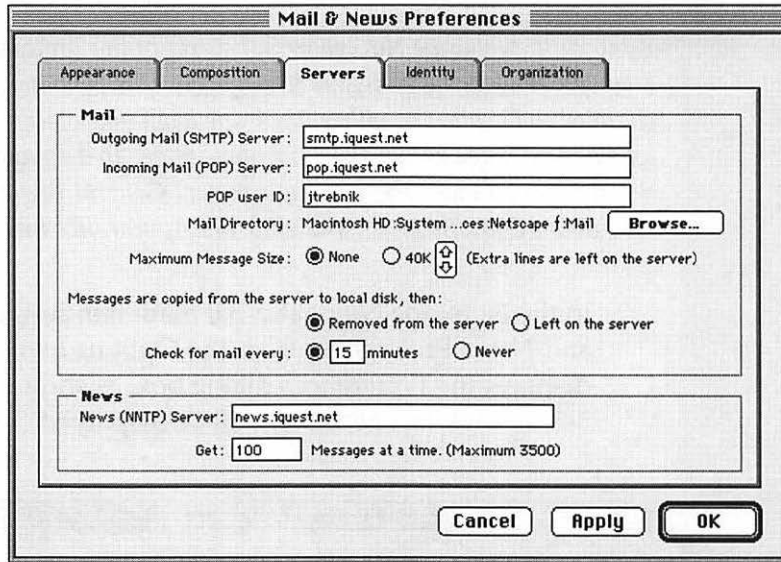 Mail & News Preferences
Appearance Composition Servers Identity Organization
Mail
Outgoing Mail (SMTP) Server: smtp.iquest.net
Incoming Mail (POP) Server: pop.iquest.net
POP user ID: jtrebnik
Mail Directory: Macintosh HD:System ...ces:Netscape ƒ:Mail Browse...
Maximum Message Size: None 40K (Extra lines are left on the server)
Messages are copied from the server to local disk, then:
Removed from the server Left on the server
Check for mail every: 15 minutes Never
News
News (NNTP) Server: news.iquest.net
Get: 100 Messages at a time. (Maximum 3500)
Cancel Apply OK